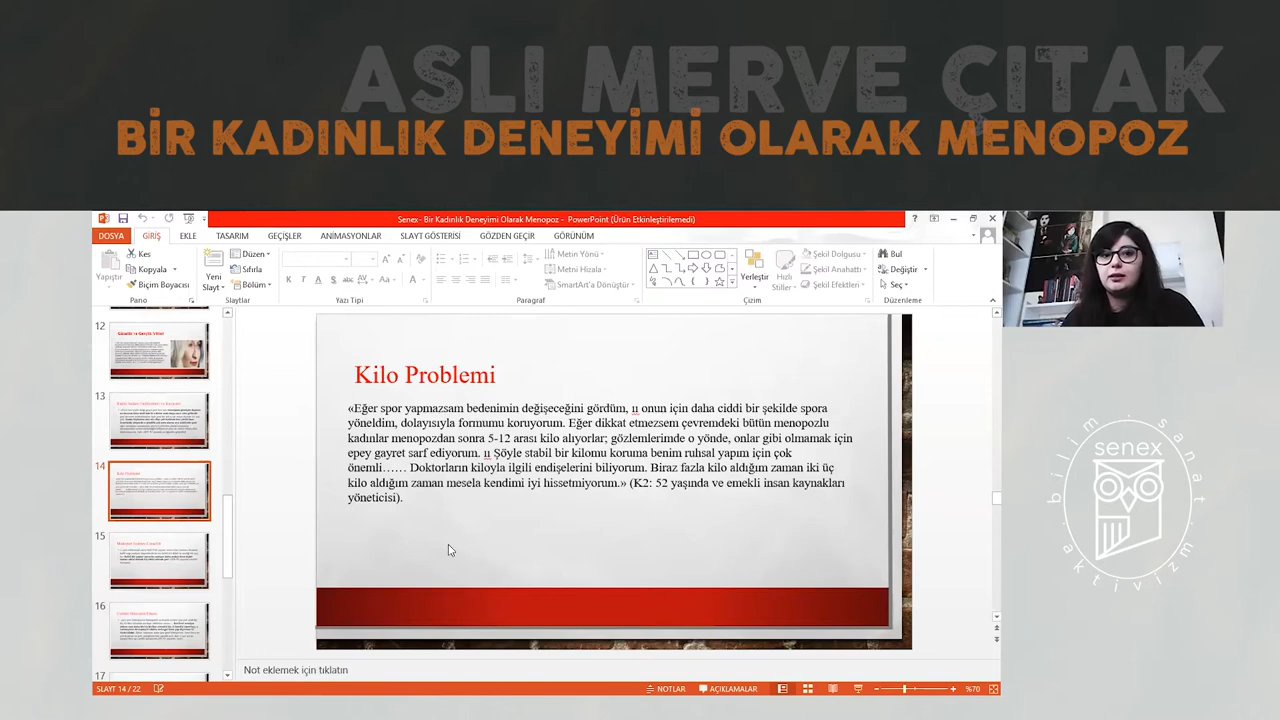 ASLI MERVE ÇITAK
BİR KADINLIK DENEYİMİ OLARAK MENOPOZ
Senex- Bir Kadınlık Deneyimi Olarak Menopoz - PowerPoint (Ürün Etkinleştirilemedi)
DOSYA GİRİŞ EKLE TASARIM GEÇİŞLER ANİMASYONLAR SLAYT GÖSTERİSİ GÖZDEN GEÇİR GÖRÜNÜM
Yapıştır
Kes
Kopyala
Biçim Boyacısı
Pano
Yeni
Slayt
Düzen
Sıfırla
Bölüm
Slaytlar
Yazı Tipi
Metin Yönü
Metni Hizala
SmartArt'a Dönüştür
Paragraf
Yerleştir
Hızlı
Stiller
Şekil Dolgusu
Şekil Anahattı
Şekil Efektleri
Çizim
Bul
Değiştir
Seç
Düzenleme
12
13
14
Kilo Problemi
15
16
17
Kilo Problemi
«Eğer spor yapmazsam bedenimin değişeceğini gördüm, ıı onun için daha ciddi bir şekilde spora
yöneldim, dolayısıyla formumu koruyorum, eğer dikkat etmezsem çevremdeki bütün menopozlu
kadınlar menopozdan sonra 5-12 arası kilo alıyorlar; gözlemlerimde o yönde, onlar gibi olmamak için
epey gayret sarf ediyorum. ıı Şöyle stabil bir kilomu koruma benim ruhsal yapım için çok
önemli…… Doktorların kiloyla ilgili endişelerini biliyorum. Biraz fazla kilo aldığım zaman iki üç
kilo aldığım zaman mesela kendimi iyi hissetmiyorum.» (K2: 52 yaşında ve emekli insan kaynakları
yöneticisi).
Not eklemek için tıklatın
SLAYT 14 / 22
NOTLAR AÇIKLAMALAR %70
senex
bilim sanat aktivizm